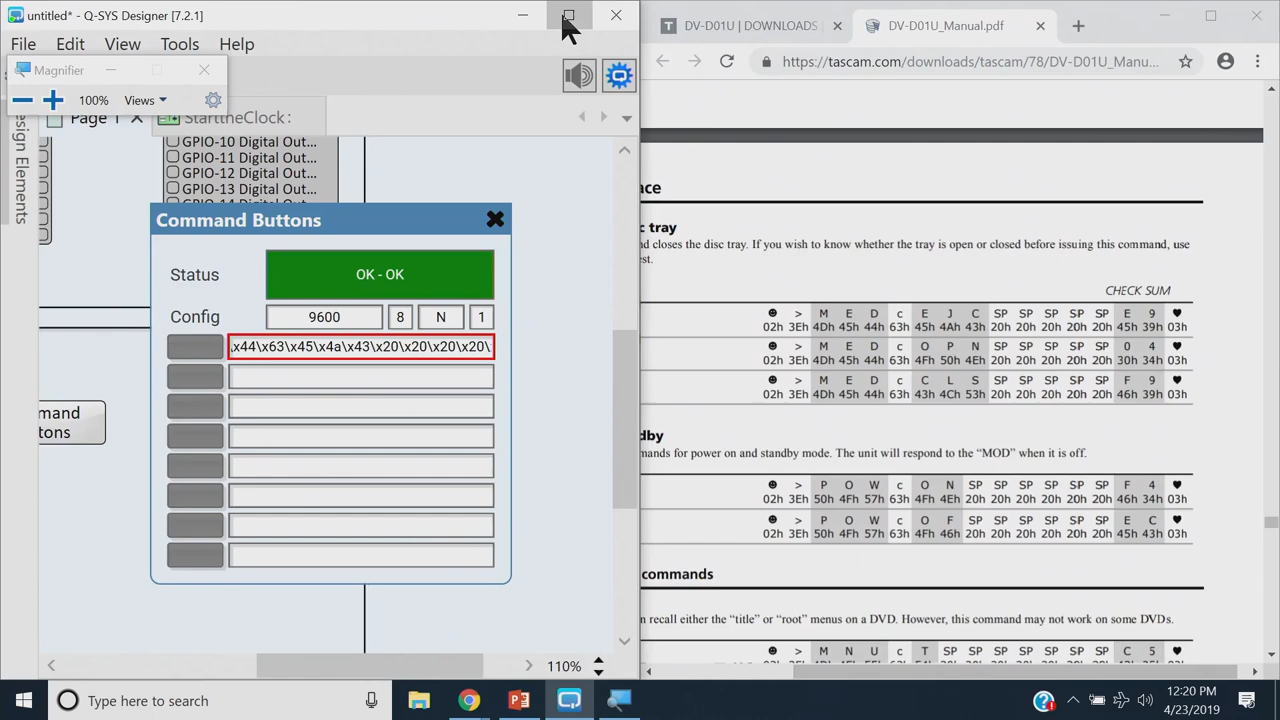 untitled* - Q-SYS Designer [7.2.1]
File Edit View Tools Help
Magnifier
100% Views
Page 1
StarttheClock:
esign Elements
GPIO-10 Digital Out...
GPIO-11 Digital Out...
GPIO-12 Digital Out...
GPIO-13 Digital Out...
Command Buttons
Status
OK - OK
Config
9600 8 N 1
x44\x63\x45\x4a\x43\x20\x20\x20\x20\
mand
tons
110%
DV-D01U | DOWNLOADS
DV-D01U_Manual.pdf
https://tascam.com/downloads/tascam/78/DV-D01U_Manu...
ace
c tray
nd closes the disc tray. If you wish to know whether the tray is open or closed before issuing this command, use
est.
CHECK SUM
☻ > M E D c E J C SP SP SP SP SP E 9 ♥
02h 3Eh 4Dh 45h 44h 63h 45h 4Ah 43h 20h 20h 20h 20h 20h 45h 39h 03h
☻ > M E D c O P N SP SP SP SP SP 0 4 ♥
02h 3Eh 4Dh 45h 44h 63h 4Fh 50h 4Eh 20h 20h 20h 20h 20h 30h 34h 03h
☻ > M E D c C L S SP SP SP SP SP F 9 ♥
02h 3Eh 4Dh 45h 44h 63h 43h 4Ch 53h 20h 20h 20h 20h 20h 46h 39h 03h
dby
mands for power on and standby mode. The unit will respond to the “MOD” when it is off.
☻ > P O W c O N SP SP SP SP SP SP F 4 ♥
02h 3Eh 50h 4Fh 57h 63h 4Fh 4Eh 20h 20h 20h 20h 20h 20h 46h 34h 03h
☻ > P O W c O F SP SP SP SP SP SP E C ♥
02h 3Eh 50h 4Fh 57h 63h 4Fh 46h 20h 20h 20h 20h 20h 20h 45h 43h 03h
commands
n recall either the “title” or “root” menus on a DVD. However, this command may not work on some DVDs.
☻ > M N U c T SP SP SP SP SP SP SP C 5 ♥
Type here to search
12:20 PM
4/23/2019